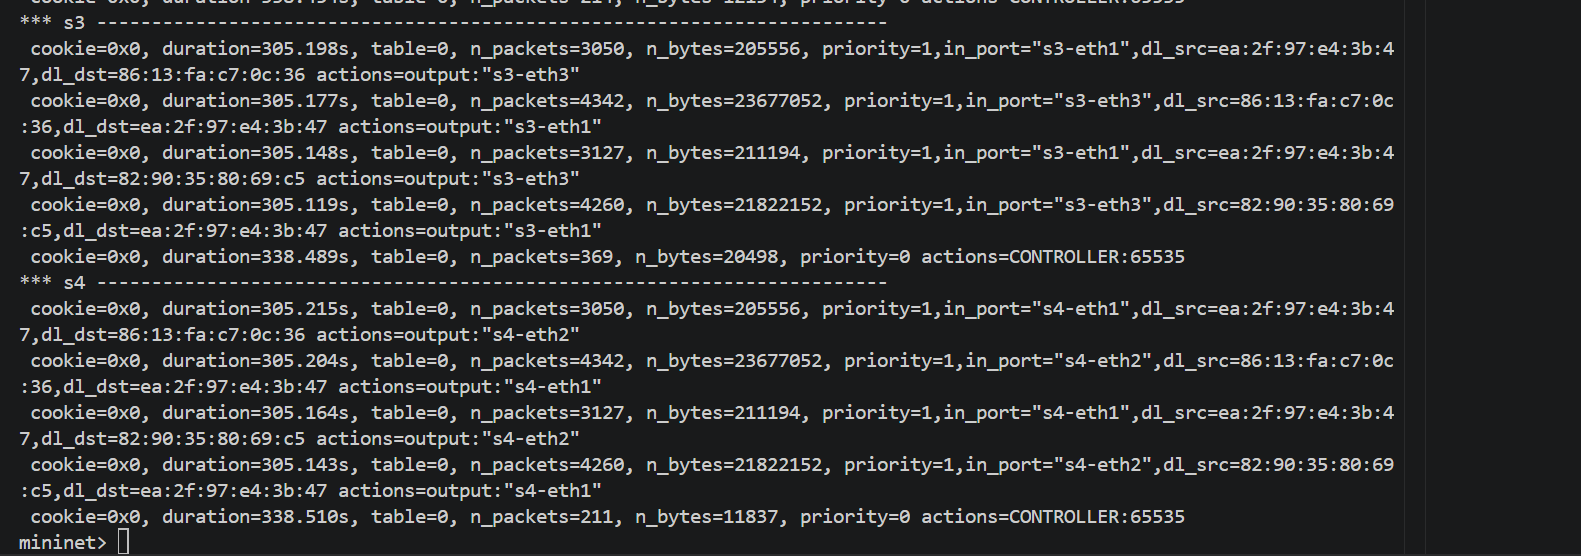 cookie=0x0, duration=338.494s, table=0, n_packets=214, n_bytes=12194, priority=0 actions=CONTROLLER:65535
*** s3 ------------------------------------------------------------------------
cookie=0x0, duration=305.198s, table=0, n_packets=3050, n_bytes=205556, priority=1,in_port="s3-eth1",dl_src=ea:2f:97:e4:3b:4
7,dl_dst=86:13:fa:c7:0c:36 actions=output:"s3-eth3"
cookie=0x0, duration=305.177s, table=0, n_packets=4342, n_bytes=23677052, priority=1,in_port="s3-eth3",dl_src=86:13:fa:c7:0c
:36,dl_dst=ea:2f:97:e4:3b:47 actions=output:"s3-eth1"
cookie=0x0, duration=305.148s, table=0, n_packets=3127, n_bytes=211194, priority=1,in_port="s3-eth1",dl_src=ea:2f:97:e4:3b:4
7,dl_dst=82:90:35:80:69:c5 actions=output:"s3-eth3"
cookie=0x0, duration=305.119s, table=0, n_packets=4260, n_bytes=21822152, priority=1,in_port="s3-eth3",dl_src=82:90:35:80:69
:c5,dl_dst=ea:2f:97:e4:3b:47 actions=output:"s3-eth1"
cookie=0x0, duration=338.489s, table=0, n_packets=369, n_bytes=20498, priority=0 actions=CONTROLLER:65535
*** s4 ------------------------------------------------------------------------
cookie=0x0, duration=305.215s, table=0, n_packets=3050, n_bytes=205556, priority=1,in_port="s4-eth1",dl_src=ea:2f:97:e4:3b:4
7,dl_dst=86:13:fa:c7:0c:36 actions=output:"s4-eth2"
cookie=0x0, duration=305.204s, table=0, n_packets=4342, n_bytes=23677052, priority=1,in_port="s4-eth2",dl_src=86:13:fa:c7:0c
:36,dl_dst=ea:2f:97:e4:3b:47 actions=output:"s4-eth1"
cookie=0x0, duration=305.164s, table=0, n_packets=3127, n_bytes=211194, priority=1,in_port="s4-eth1",dl_src=ea:2f:97:e4:3b:4
7,dl_dst=82:90:35:80:69:c5 actions=output:"s4-eth2"
cookie=0x0, duration=305.143s, table=0, n_packets=4260, n_bytes=21822152, priority=1,in_port="s4-eth2",dl_src=82:90:35:80:69
:c5,dl_dst=ea:2f:97:e4:3b:47 actions=output:"s4-eth1"
cookie=0x0, duration=338.510s, table=0, n_packets=211, n_bytes=11837, priority=0 actions=CONTROLLER:65535
mininet>